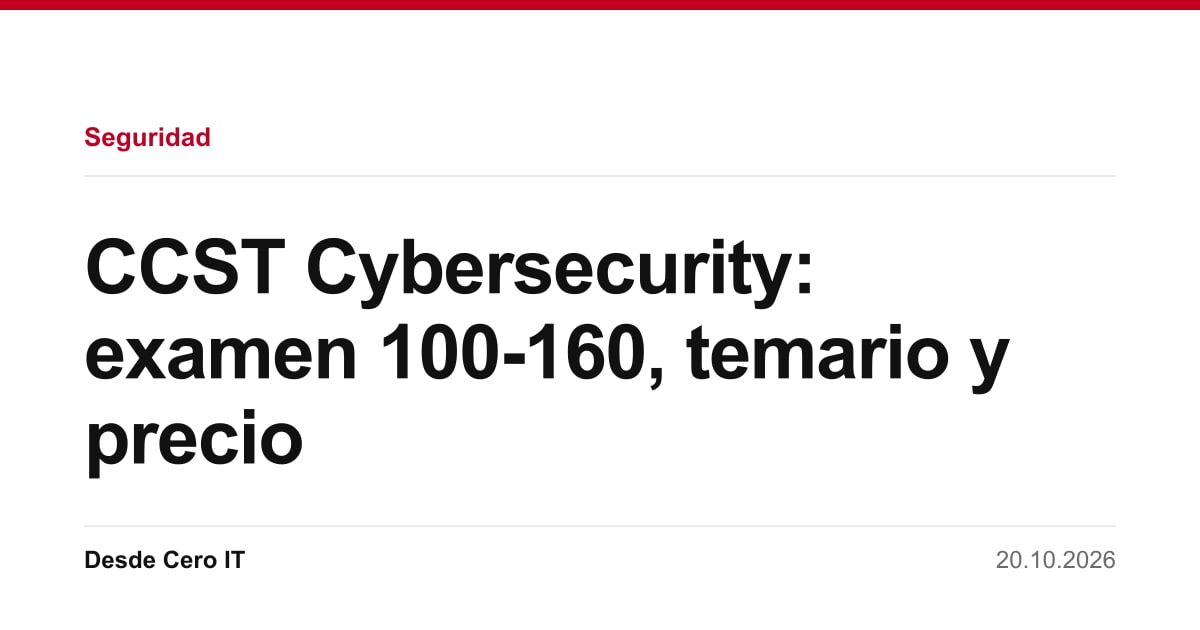 Seguridad
CCST Cybersecurity:
examen 100-160, temario y
precio
Desde Cero IT
20.10.2026